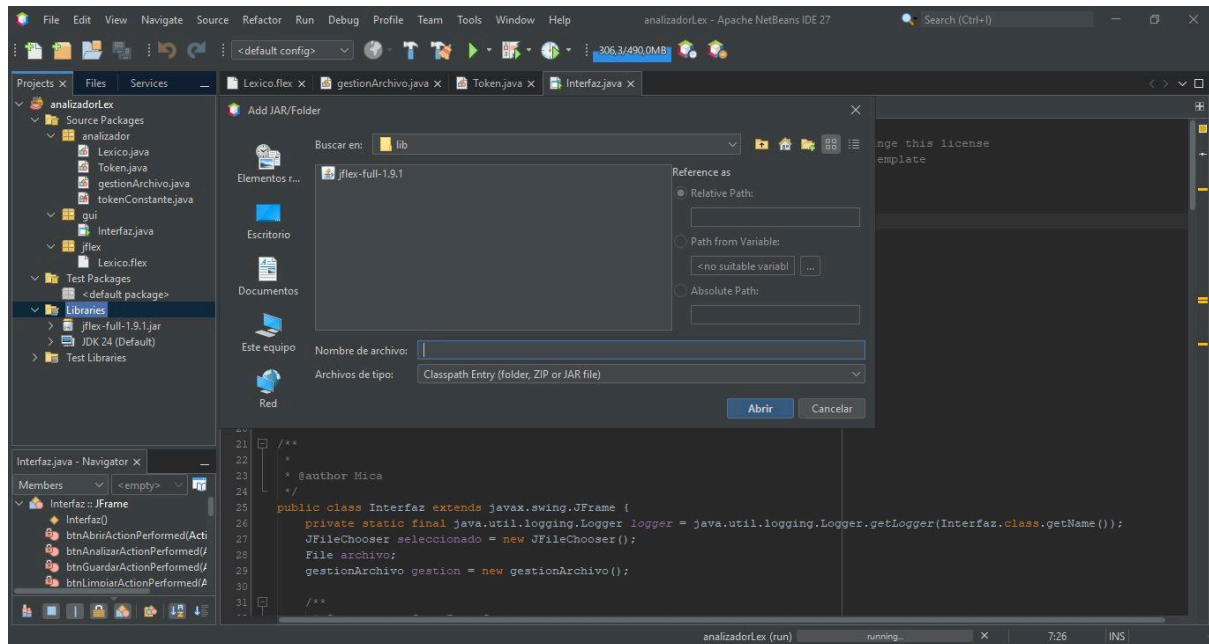 File Edit View Navigate Source Refactor Run Debug Profile Team Tools Window Help analizadorLex - Apache NetBeans IDE 27 Search (Ctrl+I)
<default config> 306,3/490,0MB
Projects Files Services
Lexico.flex gestionArchivo.java Token.java Interfaz.java
analizadorLex
Source Packages
analizador
Lexico.java
Token.java
gestionArchivo.java
tokenConstante.java
gui
Interfaz.java
jflex
Lexico.flex
Test Packages
<default package>
Libraries
jflex-full-1.9.1.jar
JDK 24 (Default)
Test Libraries
Add JAR/Folder
Buscar en: lib
Elementos r...
Escritorio
Documentos
Este equipo
Red
jflex-full-1.9.1
Reference as
Relative Path:
Path from Variable:
<no suitable variabl ...
Absolute Path:
Nombre de archivo:
Archivos de tipo: Classpath Entry (folder, ZIP or JAR file)
Abrir Cancelar
nge this license
emplate
21 /**
22 *
23 * @author Mica
24 */
25 public class Interfaz extends javax.swing.JFrame {
26 private static final java.util.logging.Logger logger = java.util.logging.Logger.getLogger(Interfaz.class.getName());
27 JFileChooser seleccionado = new JFileChooser();
28 File archivo;
29 gestionArchivo gestion = new gestionArchivo();
30
31 /**
Interfaz.java - Navigator
Members <empty>
Interfaz :: JFrame
Interfaz()
btnAbrirActionPerformed(Acti
btnAnalizarActionPerformed(A
btnGuardarActionPerformed(A
btnLimpiarActionPerformed(A
analizadorLex (run) running... 7:26 INS